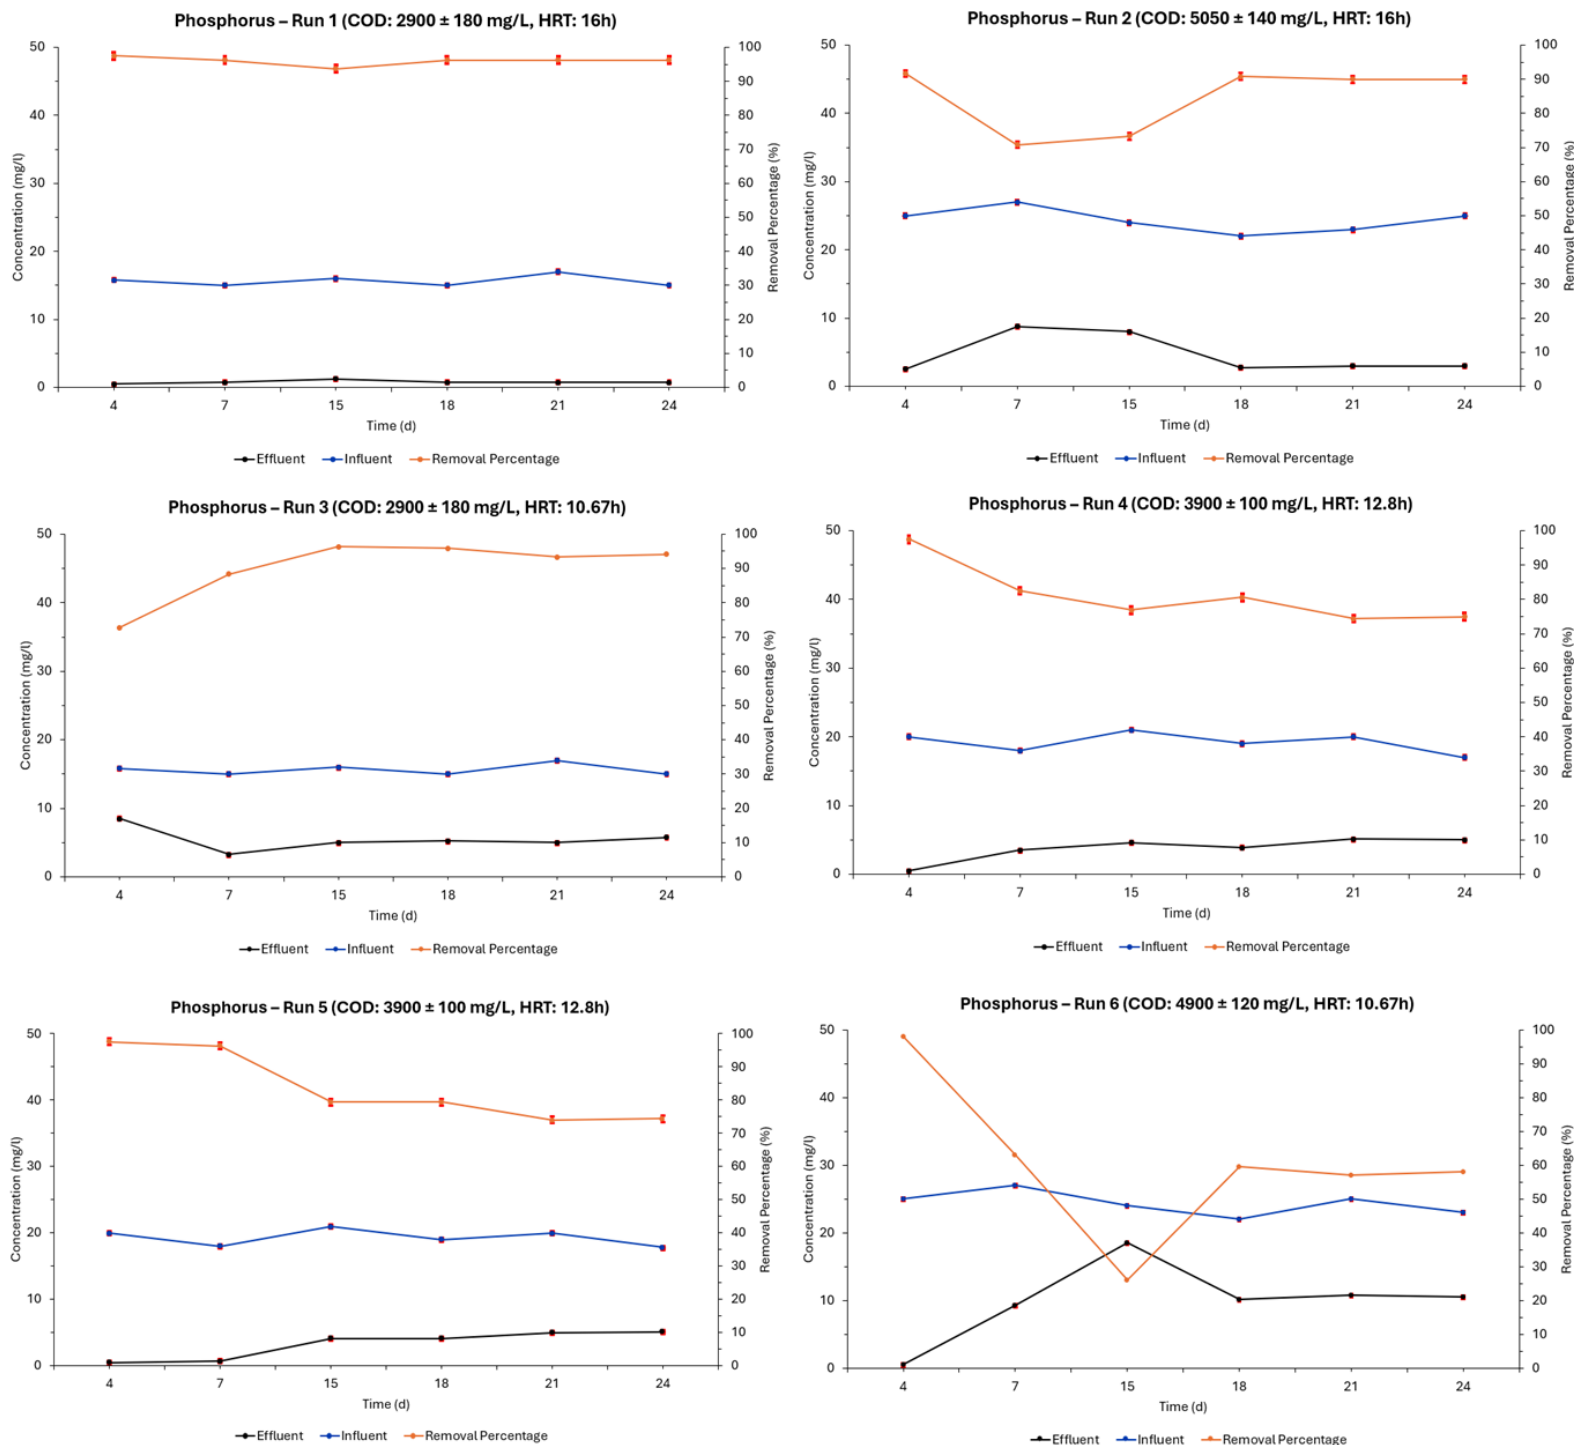 Phosphorus – Run 1 (COD: 2900 ± 180 mg/L, HRT: 16h)
Concentration (mg/l)
50
40
30
20
10
0
100
90
80
70
60
50
40
30
20
10
0
Removal Percentage (%)
4 7 15 18 21 24
Time (d)
Effluent Influent Removal Percentage
Phosphorus – Run 2 (COD: 5050 ± 140 mg/L, HRT: 16h)
Concentration (mg/l)
50
40
30
20
10
0
100
90
80
70
60
50
40
30
20
10
0
Removal Percentage (%)
4 7 15 18 21 24
Time (d)
Effluent Influent Removal Percentage
Phosphorus – Run 3 (COD: 2900 ± 180 mg/L, HRT: 10.67h)
Concentration (mg/l)
50
40
30
20
10
0
100
90
80
70
60
50
40
30
20
10
0
Removal Percentage (%)
4 7 15 18 21 24
Time (d)
Effluent Influent Removal Percentage
Phosphorus – Run 4 (COD: 3900 ± 100 mg/L, HRT: 12.8h)
Concentration (mg/l)
50
40
30
20
10
0
100
90
80
70
60
50
40
30
20
10
0
Removal Percentage (%)
4 7 15 18 21 24
Time (d)
Effluent Influent Removal Percentage
Phosphorus – Run 5 (COD: 3900 ± 100 mg/L, HRT: 12.8h)
Concentration (mg/l)
50
40
30
20
10
0
100
90
80
70
60
50
40
30
20
10
0
Removal Percentage (%)
4 7 15 18 21 24
Time (d)
Effluent Influent Removal Percentage
Phosphorus – Run 6 (COD: 4900 ± 120 mg/L, HRT: 10.67h)
Concentration (mg/l)
50
40
30
20
10
0
100
90
80
70
60
50
40
30
20
10
0
Removal Percentage (%)
4 7 15 18 21 24
Time (d)
Effluent Influent Removal Percentage